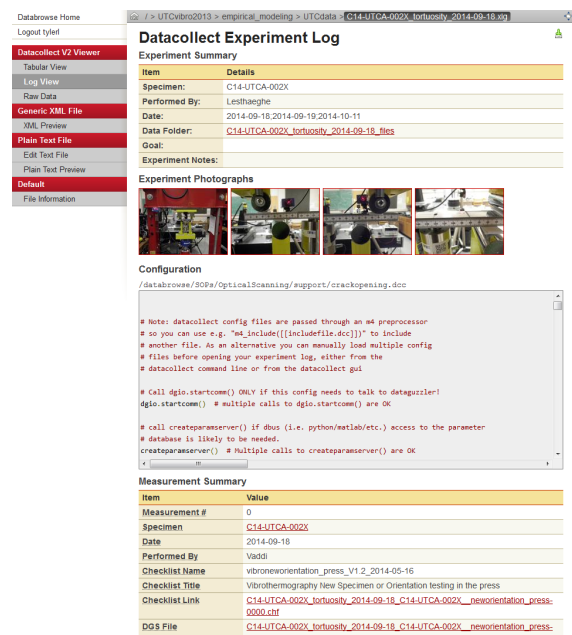 Databrowse Home
Logout tylerl
Datacollect V2 Viewer
Tabular View
Log View
Raw Data
Generic XML File
XML Preview
Plain Text File
Edit Text File
Plain Text Preview
Default
File Information
/ > UTCvibro2013 > empirical_modeling > UTCdata > C14-UTCA-002X_tortuosity_2014-09-18.xlg
Datacollect Experiment Log
Experiment Summary
Item Details
Specimen: C14-UTCA-002X
Performed By: Lesthaeghe
Date: 2014-09-18;2014-09-19;2014-10-11
Data Folder: C14-UTCA-002X_tortuosity_2014-09-18_files
Goal:
Experiment Notes:
Experiment Photographs
Configuration
/databrowse/SOPs/OpticalScanning/support/crackopening.dcc
# Note: datacollect config files are passed through an m4 preprocessor
# so you can use e.g. "m4_include([[includefile.dcc]])" to include
# another file. As an alternative you can manually load multiple config
# files before opening your experiment log, either from the
# datacollect command line or from the datacollect gui
# Call dgio.startcomm() ONLY if this config needs to talk to dataguzzler!
dgio.startcomm() # multiple calls to dgio.startcomm() are OK
# call createparamserver() if dbus (i.e. python/matlab/etc.) access to the parameter
# database is likely to be needed.
createparamserver() # Multiple calls to createparamserver() are OK
Measurement Summary
Item Value
Measurement # 0
Specimen C14-UTCA-002X
Date 2014-09-18
Performed By Vaddi
Checklist Name vibroneworientation_press_V1.2_2014-05-16
Checklist Title Vibrothermography New Specimen or Orientation testing in the press
Checklist Link C14-UTCA-002X_tortuosity_2014-09-18_C14-UTCA-002X__neworientation_press-
0000.chf
DGS File C14-UTCA-002X_tortuosity_2014-09-18_C14-UTCA-002X__neworientation_press-